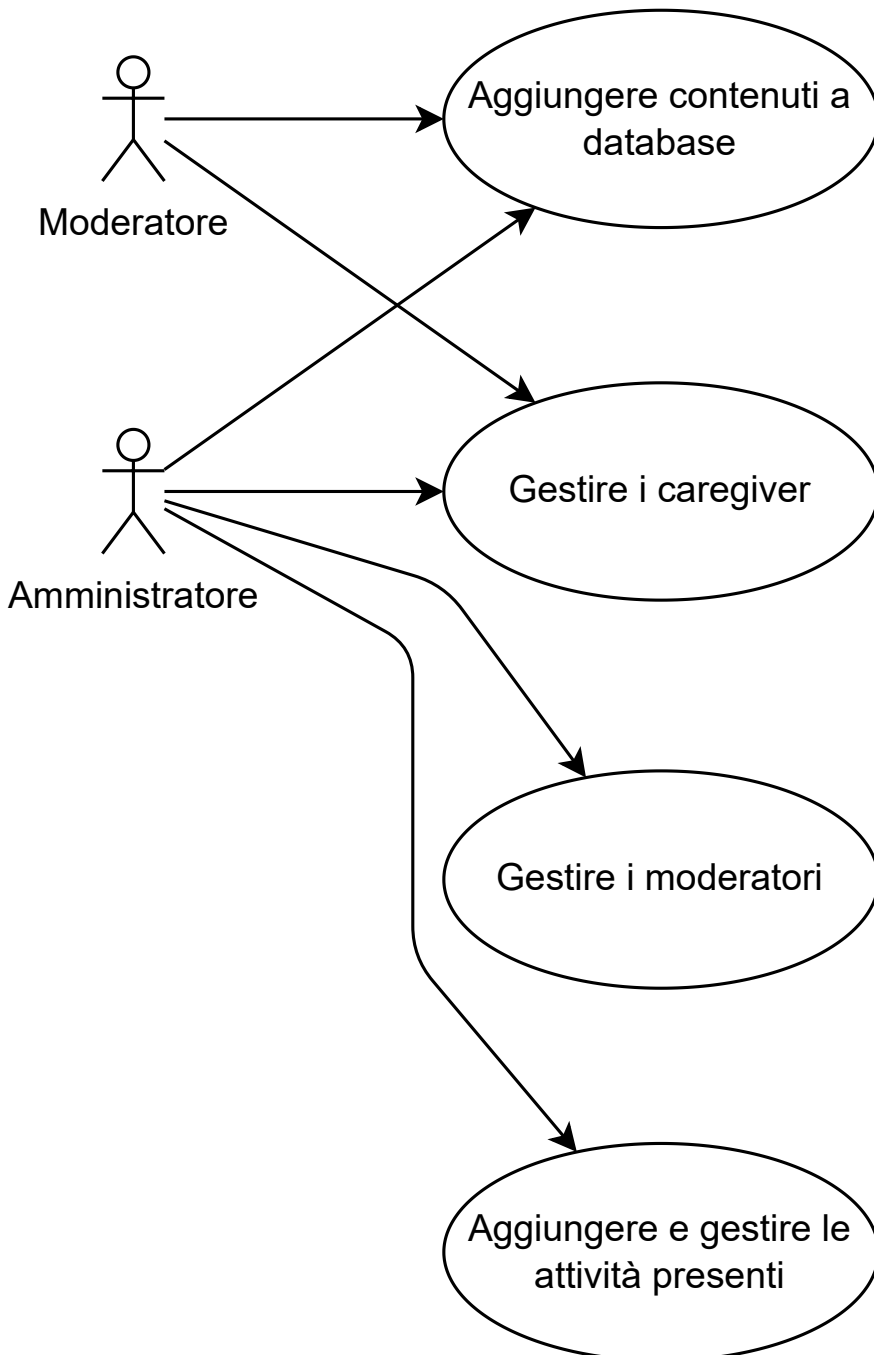 Aggiungere contenuti a
database
Moderatore
Gestire i caregiver
Amministratore
Gestire i moderatori
Aggiungere e gestire le
attività presenti